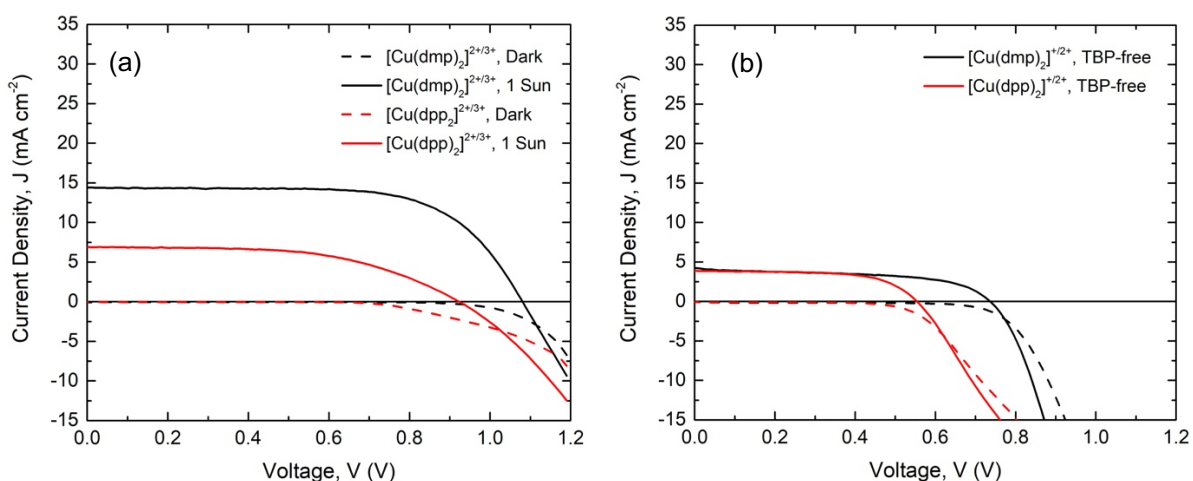 (a)
[Cu(dmp)₂]²⁺/³⁺, Dark
[Cu(dmp)₂]²⁺/³⁺, 1 Sun
[Cu(dpp₂]²⁺/³⁺, Dark
[Cu(dpp)₂]²⁺/³⁺, 1 Sun
35
30
25
20
15
10
5
0
-5
-10
-15
Current Density, J (mA cm⁻²)
0.0 0.2 0.4 0.6 0.8 1.0 1.2
Voltage, V (V)
(b)
[Cu(dmp)₂]⁺/²⁺, TBP-free
[Cu(dpp)₂]⁺/²⁺, TBP-free
35
30
25
20
15
10
5
0
-5
-10
-15
Current Density, J (mA cm⁻²)
0.0 0.2 0.4 0.6 0.8 1.0 1.2
Voltage, V (V)